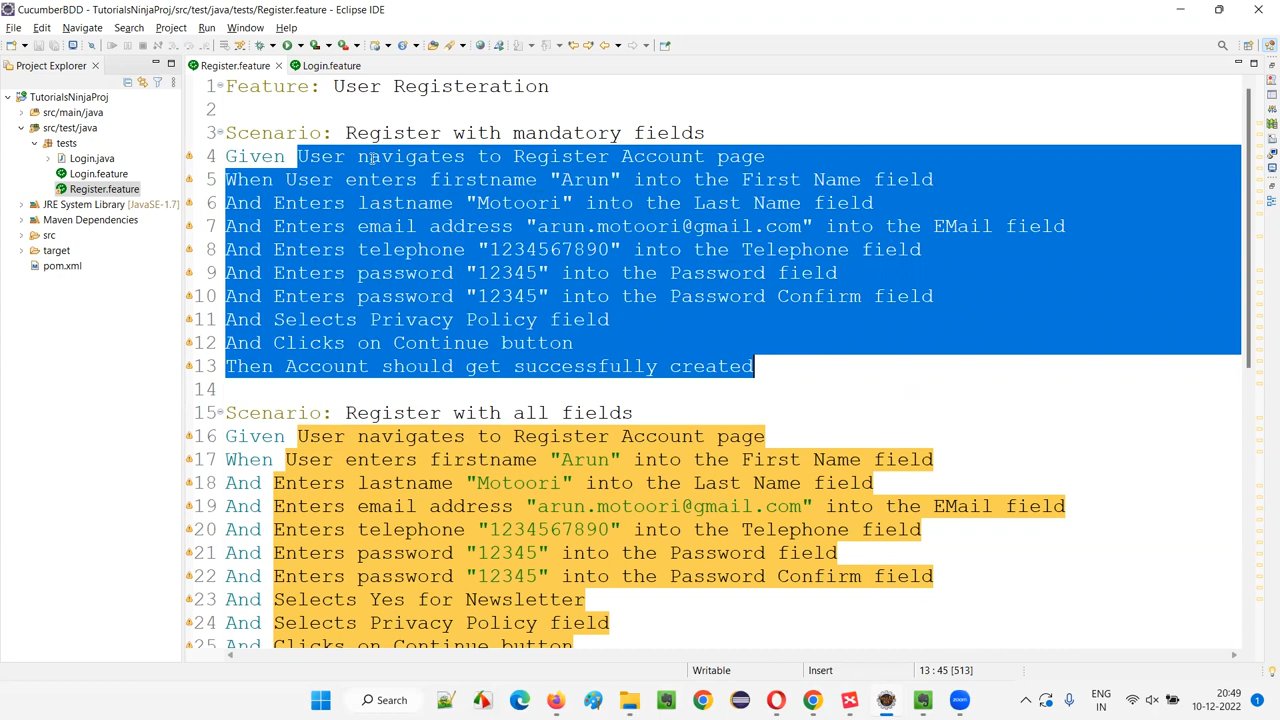 CucumberBDD - TutorialsNinjaProj/src/test/java/tests/Register.feature - Eclipse IDE
File Edit Navigate Search Project Run Window Help
Project Explorer
Register.feature
Login.feature
TutorialsNinjaProj
src/main/java
src/test/java
tests
Login.java
Login.feature
Register.feature
JRE System Library [JavaSE-1.7]
Maven Dependencies
src
target
pom.xml
1 Feature: User Registeration
2
3 Scenario: Register with mandatory fields
4 Given User navigates to Register Account page
5 When User enters firstname "Arun" into the First Name field
6 And Enters lastname "Motoori" into the Last Name field
7 And Enters email address "arun.motoori@gmail.com" into the EMail field
8 And Enters telephone "1234567890" into the Telephone field
9 And Enters password "12345" into the Password field
10 And Enters password "12345" into the Password Confirm field
11 And Selects Privacy Policy field
12 And Clicks on Continue button
13 Then Account should get successfully created
14
15 Scenario: Register with all fields
16 Given User navigates to Register Account page
17 When User enters firstname "Arun" into the First Name field
18 And Enters lastname "Motoori" into the Last Name field
19 And Enters email address "arun.motoori@gmail.com" into the EMail field
20 And Enters telephone "1234567890" into the Telephone field
21 And Enters password "12345" into the Password field
22 And Enters password "12345" into the Password Confirm field
23 And Selects Yes for Newsletter
24 And Selects Privacy Policy field
25 And Clicks on Continue button
Writable Insert 13 : 45 [513]
Search
ENG
IN
20:49
10-12-2022